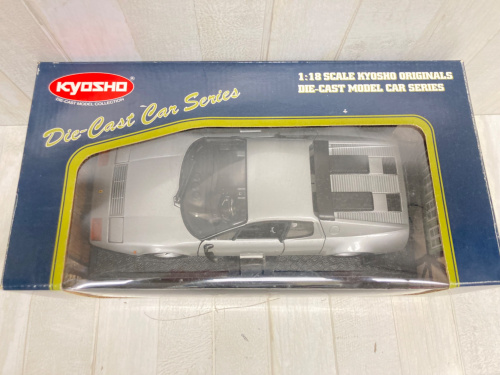 KYOSHO
DIE-CAST MODEL COLLECTION
Die-Cast Car Series
1:18 SCALE KYOSHO ORIGINALS
DIE-CAST MODEL CAR SERIES